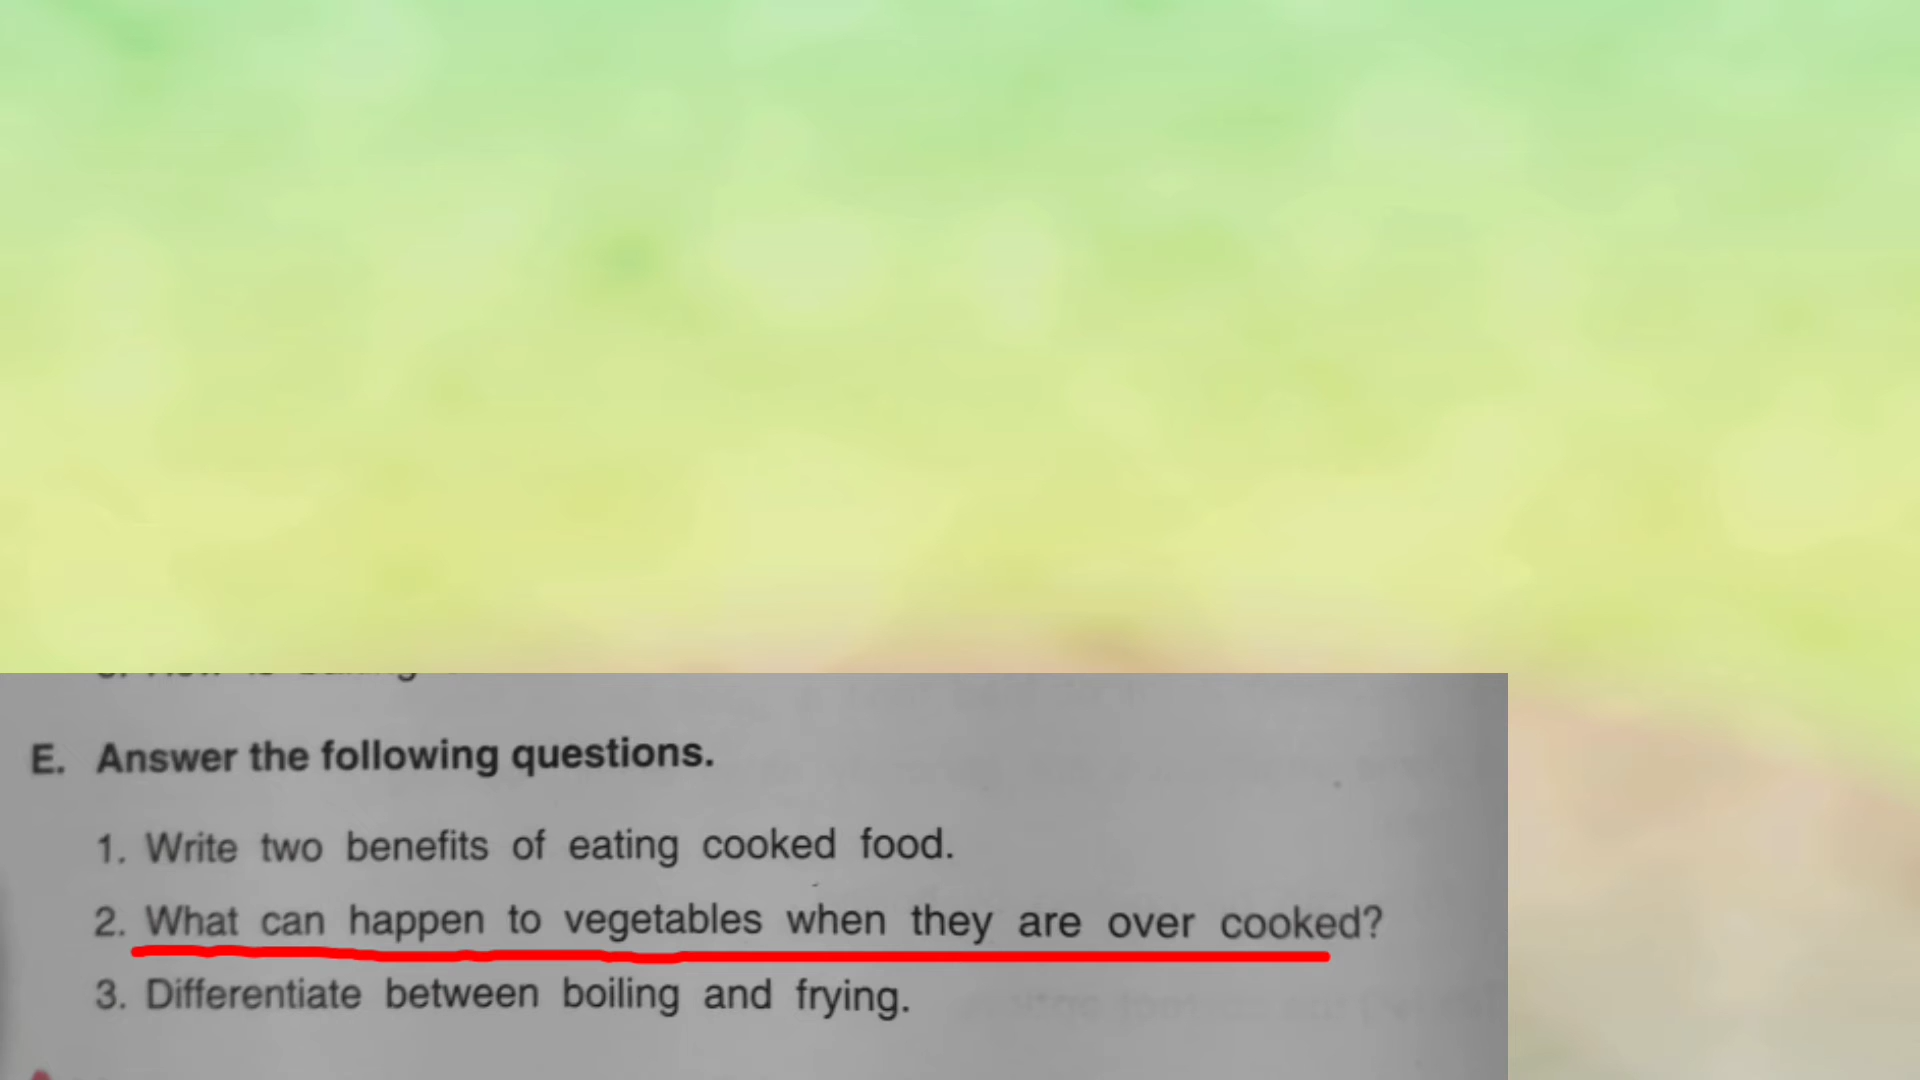 E. Answer the following questions.
1. Write two benefits of eating cooked food.
2. What can happen to vegetables when they are over cooked?
3. Differentiate between boiling and frying.